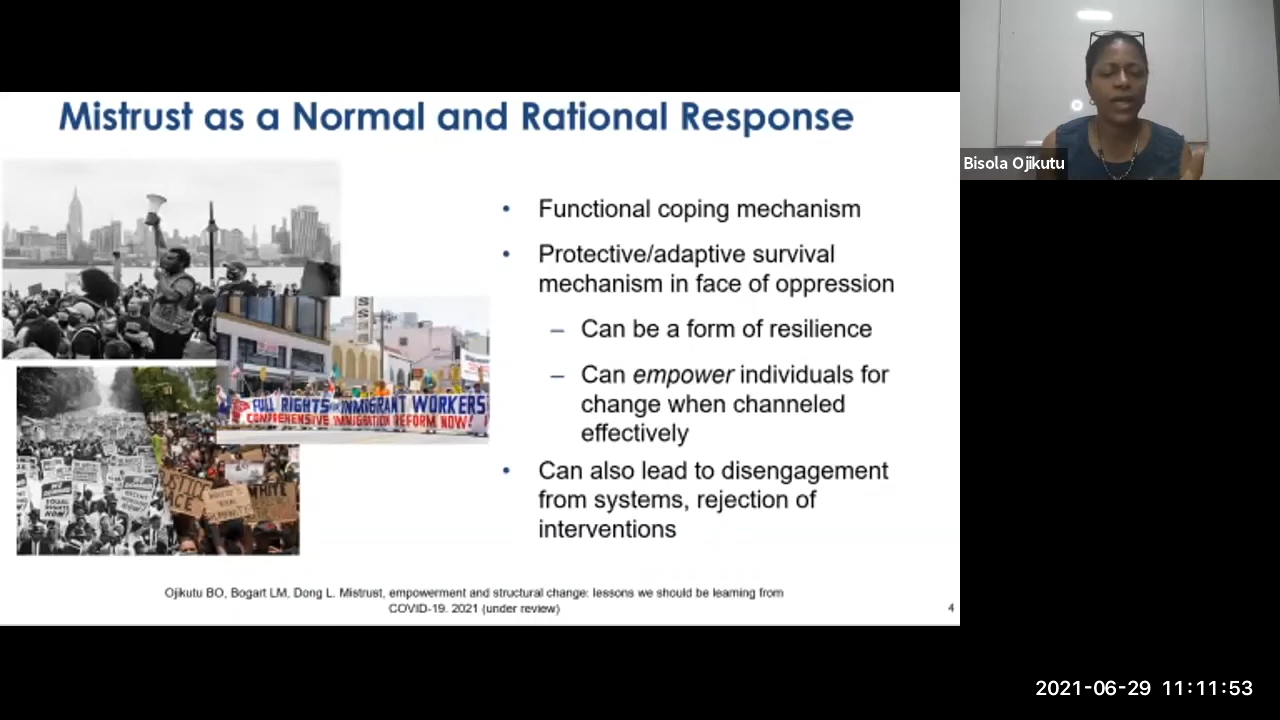 Mistrust as a Normal and Rational Response
Bisola Ojikutu
• Functional coping mechanism
• Protective/adaptive survival
mechanism in face of oppression
– Can be a form of resilience
– Can empower individuals for
change when channeled
effectively
• Can also lead to disengagement
from systems, rejection of
interventions
FULL RIGHTS IMMIGRANT WORKERS
COMPREHENSIVE IMMIGRATION REFORM NOW!
EQUAL
RIGHTS
NOW!
WHITE
Ojikutu BO, Bogart LM, Dong L. Mistrust, empowerment and structural change: lessons we should be learning from
COVID-19. 2021 (under review)
4
2021-06-29 11:11:53